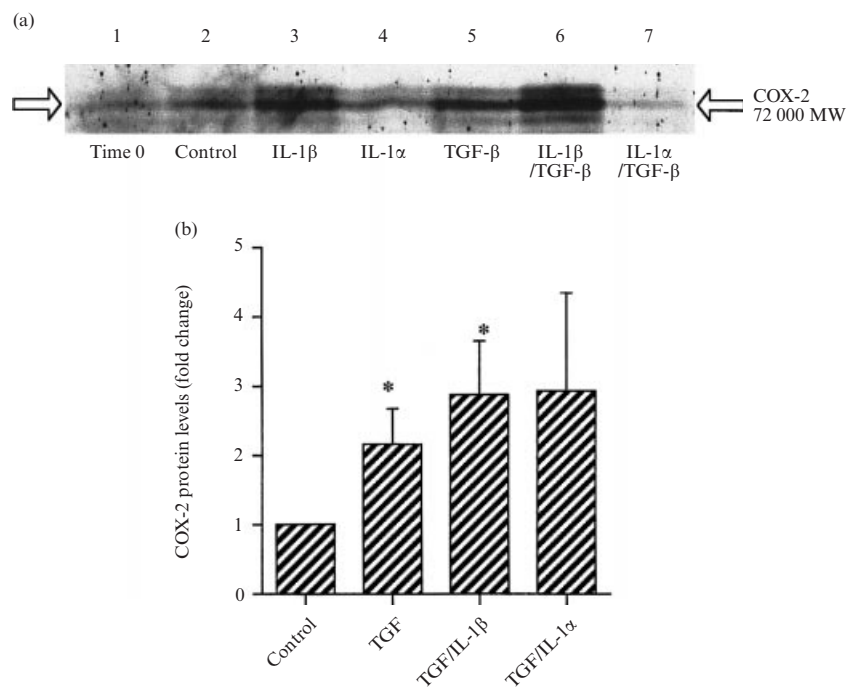 (a)
1 2 3 4 5 6 7
COX-2
72 000 MW
Time 0 Control IL-1β IL-1α TGF-β IL-1β IL-1α
/TGF-β /TGF-β
(b)
COX-2 protein levels (fold change)
5
4
3
2
1
0
* *
Control TGF TGF/IL-1β TGF/IL-1α